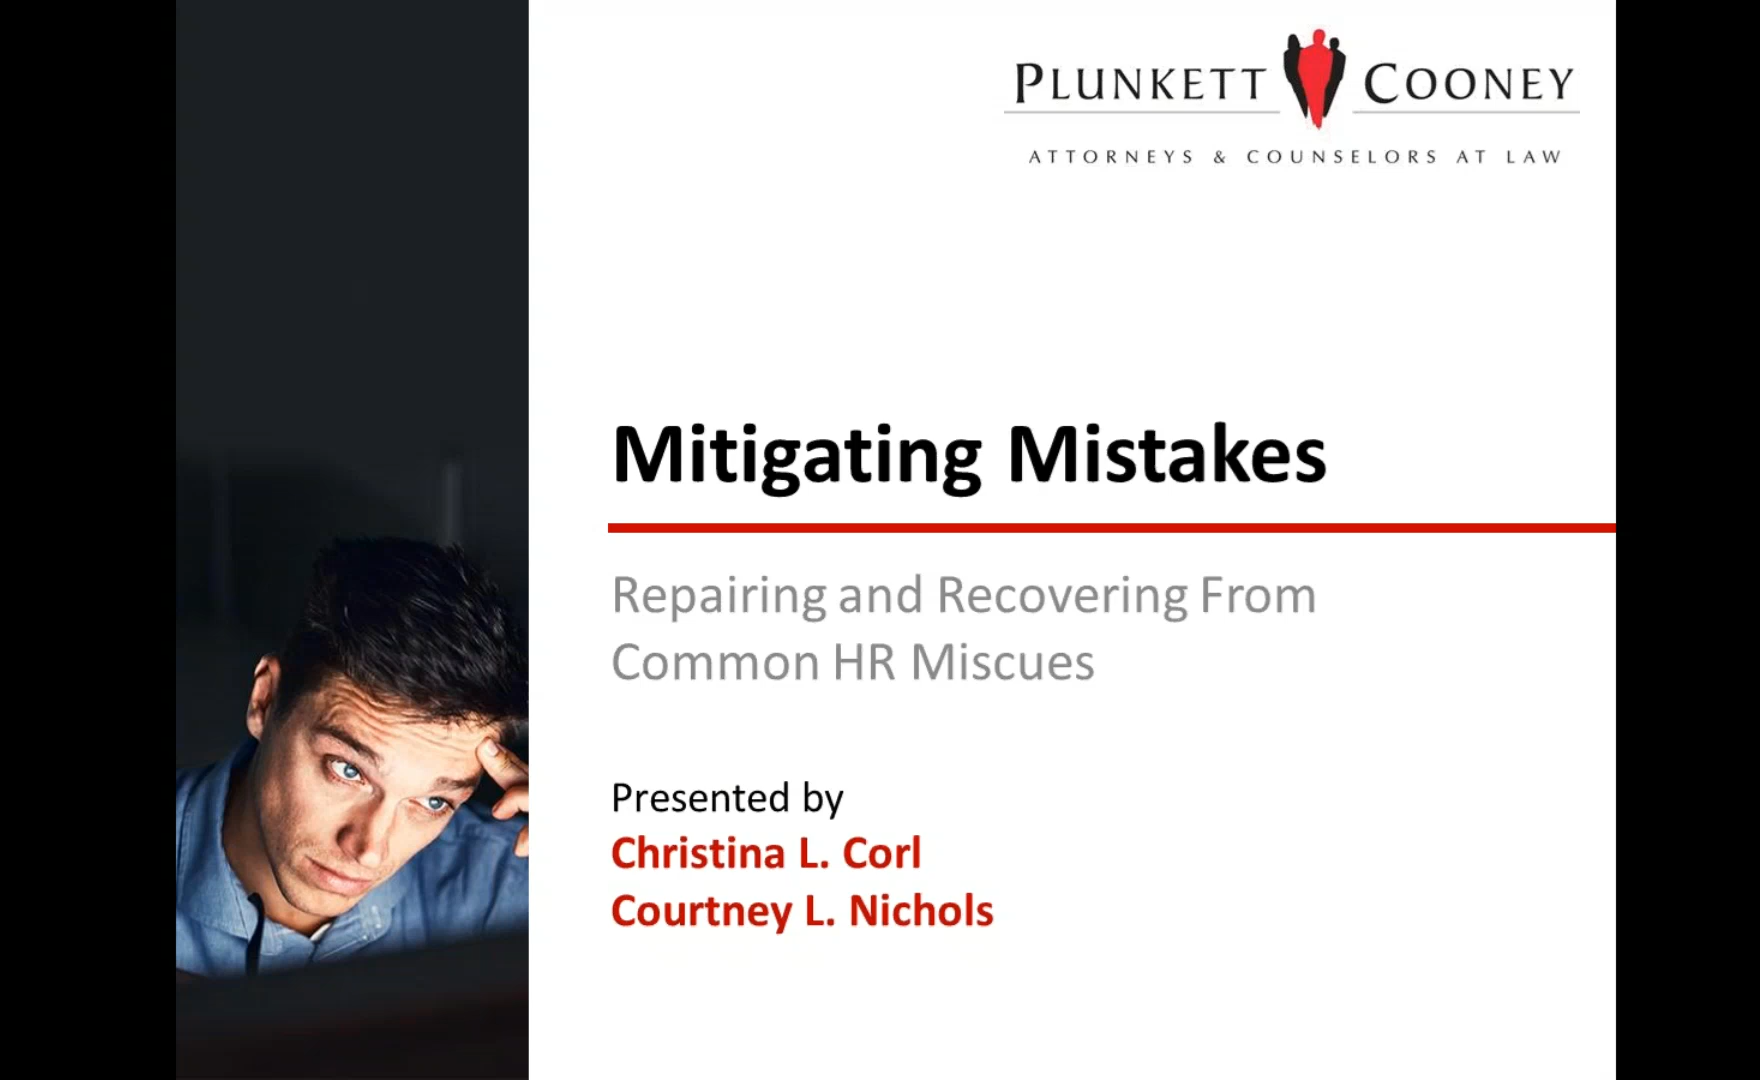 PLUNKETT COONEY
ATTORNEYS & COUNSELORS AT LAW
Mitigating Mistakes
Repairing and Recovering From
Common HR Miscues
Presented by
Christina L. Corl
Courtney L. Nichols